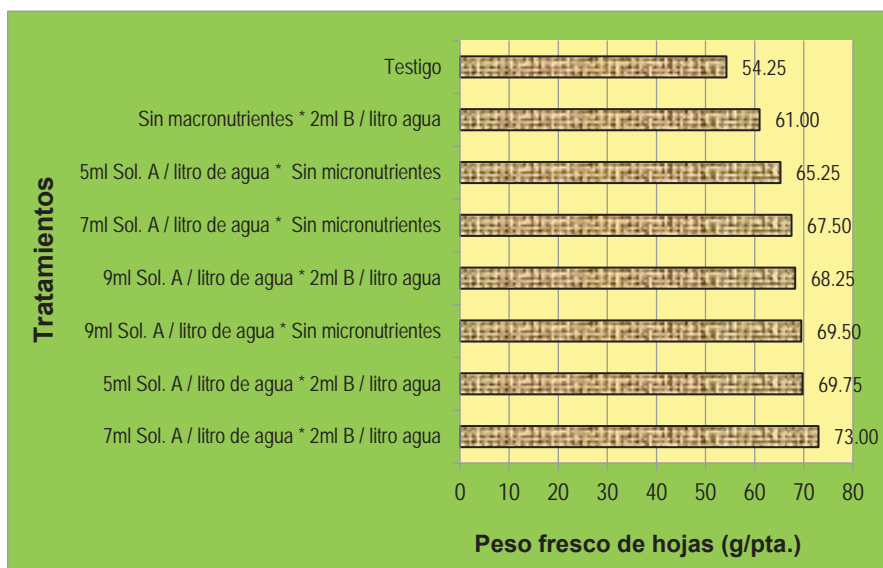 Tratamientos
Testigo
54.25
Sin macronutrientes * 2ml B / litro agua
61.00
5ml Sol. A / litro de agua * Sin micronutrientes
65.25
7ml Sol. A / litro de agua * Sin micronutrientes
67.50
9ml Sol. A / litro de agua * 2ml B / litro agua
68.25
9ml Sol. A / litro de agua * Sin micronutrientes
69.50
5ml Sol. A / litro de agua * 2ml B / litro agua
69.75
7ml Sol. A / litro de agua * 2ml B / litro agua
73.00
0 10 20 30 40 50 60 70 80
Peso fresco de hojas (g/pta.)